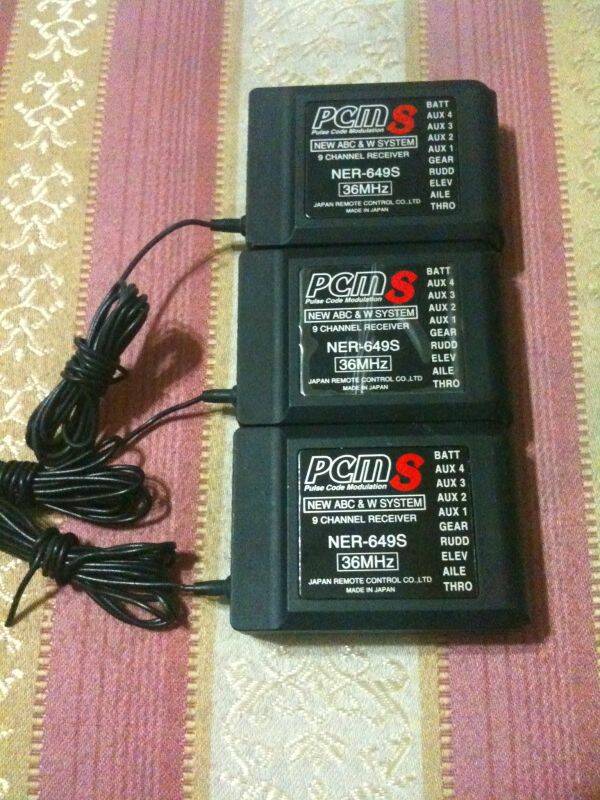 PCM S
Pulse Code Modulation
NEW ABC & W SYSTEM
9 CHANNEL RECEIVER
NER-649S
36MHz
JAPAN REMOTE CONTROL CO.,LTD
MADE IN JAPAN
BATT
AUX 4
AUX 3
AUX 2
AUX 1
GEAR
RUDD
ELEV
AILE
THRO
PCM S
Pulse Code Modulation
NEW ABC & W SYSTEM
9 CHANNEL RECEIVER
NER-649S
36MHz
JAPAN REMOTE CONTROL CO.,LTD
MADE IN JAPAN
BATT
AUX 4
AUX 3
AUX 2
AUX 1
GEAR
RUDD
ELEV
AILE
THRO
PCM S
Pulse Code Modulation
NEW ABC & W SYSTEM
9 CHANNEL RECEIVER
NER-649S
36MHz
JAPAN REMOTE CONTROL CO.,LTD
MADE IN JAPAN
BATT
AUX 4
AUX 3
AUX 2
AUX 1
GEAR
RUDD
ELEV
AILE
THRO